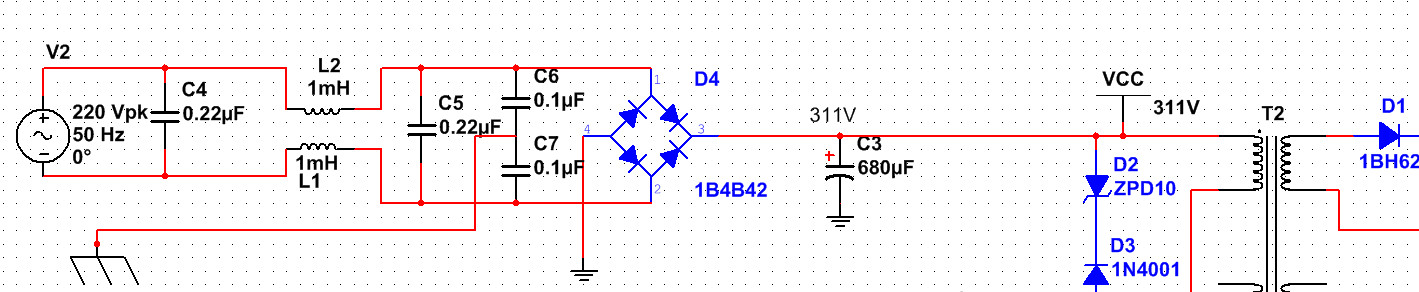 V2
220 Vpk
50 Hz
0°
C4
0.22µF
L2
1mH
1mH
L1
C5
0.22µF
C6
0.1µF
C7
0.1µF
D4
1
4
3
2
1B4B42
311V
C3
680µF
VCC
311V
D2
ZPD10
D3
1N4001
T2
D1
1BH62